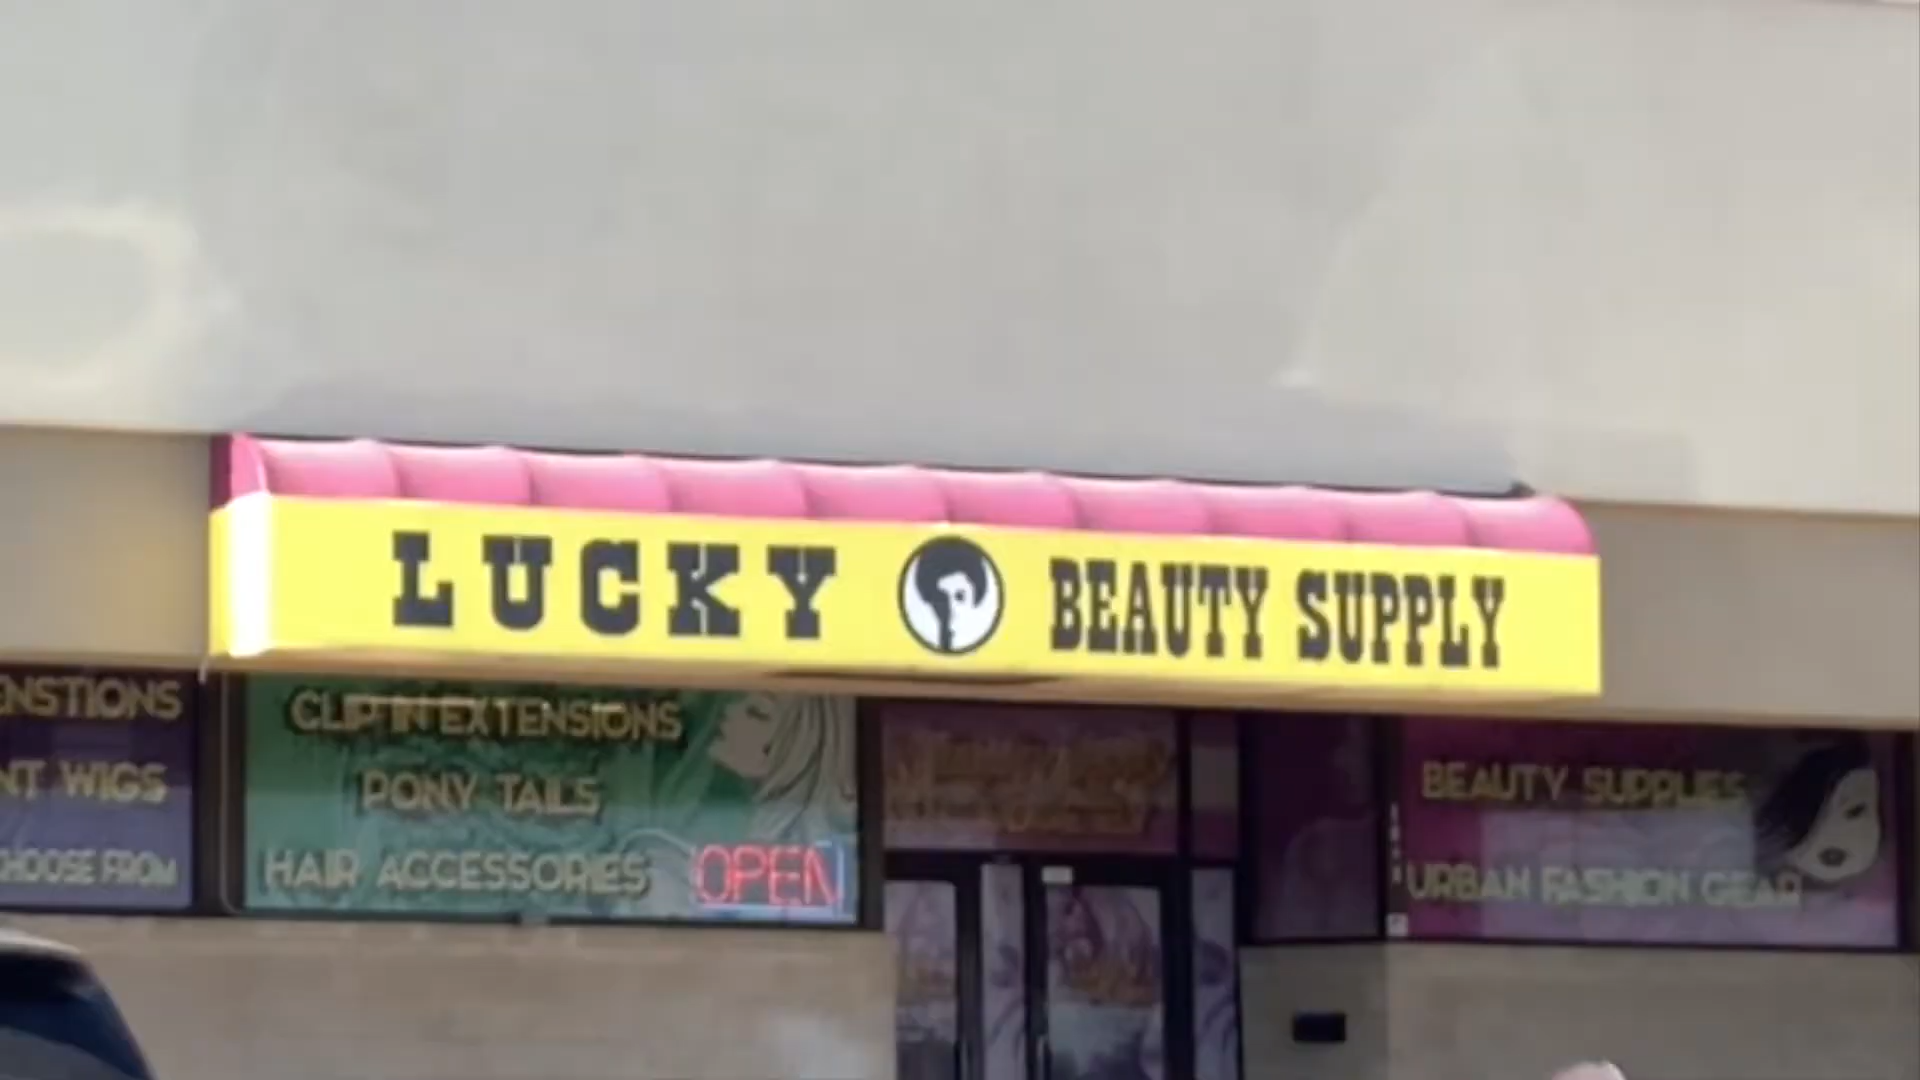 LUCKY BEAUTY SUPPLY
ENSTIONS
NT WIGS
CHOOSE FROM
CLIP IN EXTENSIONS
PONY TAILS
HAIR ACCESSORIES
OPEN
BEAUTY SUPPLIES
URBAN FASHION GEAR